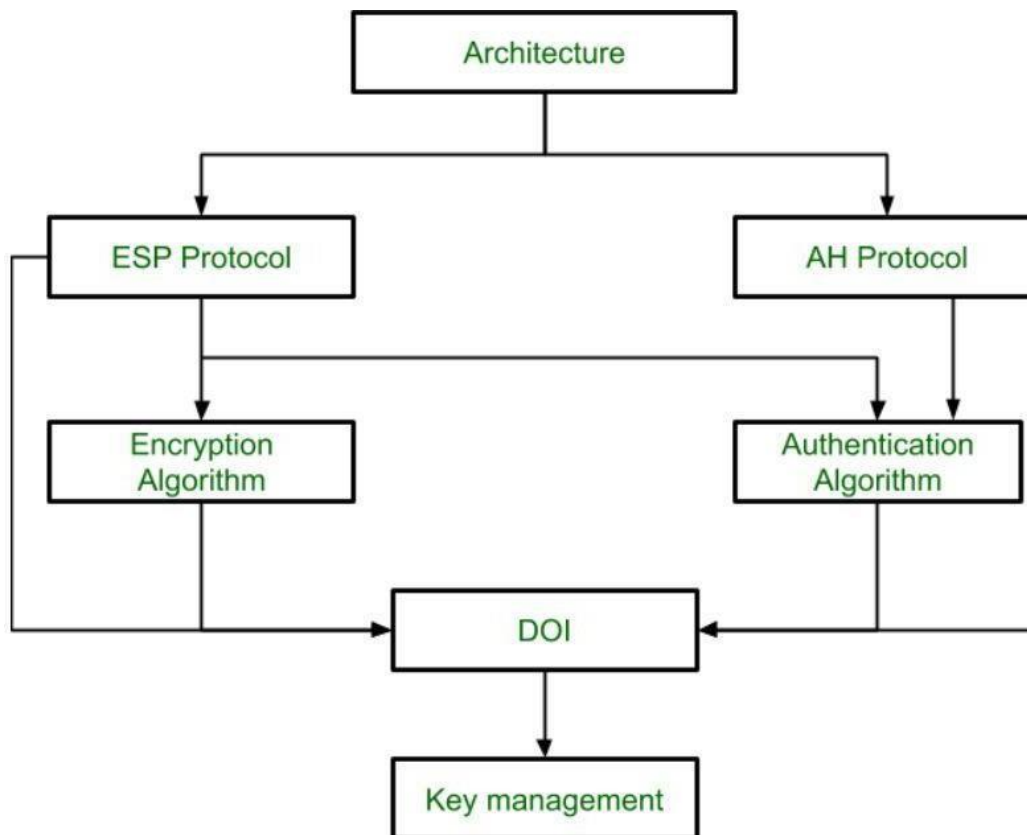 Architecture
ESP Protocol
AH Protocol
Encryption
Algorithm
Authentication
Algorithm
DOI
Key management